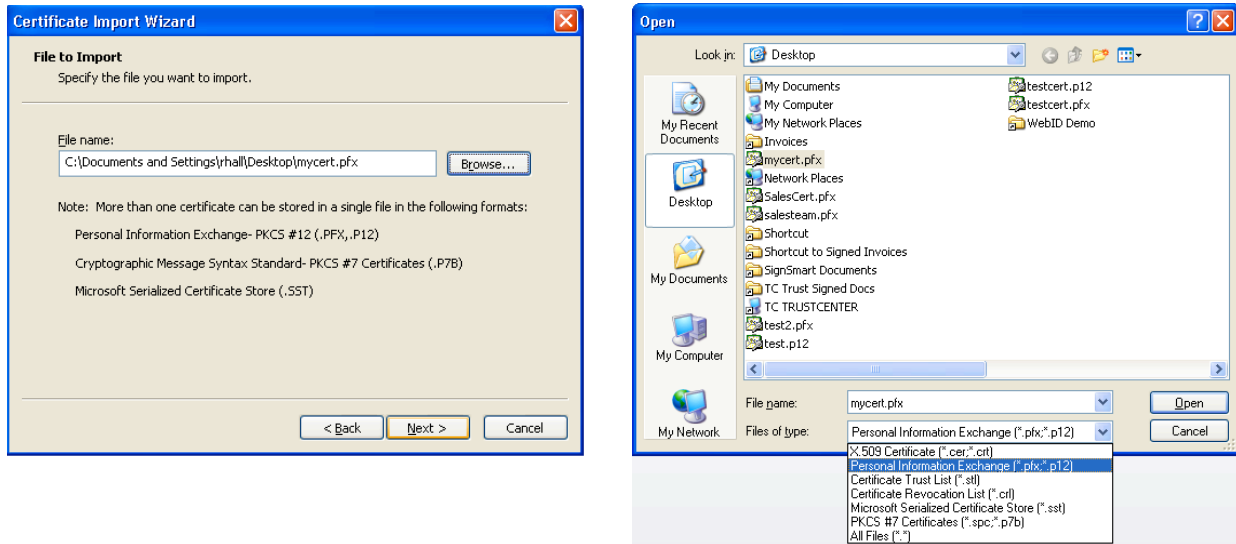 Certificate Import Wizard
File to Import
Specify the file you want to import.
File name:
C:\Documents and Settings\rhall\Desktop\mycert.pfx
Browse...
Note: More than one certificate can be stored in a single file in the following formats:
Personal Information Exchange- PKCS #12 (.PFX,.P12)
Cryptographic Message Syntax Standard- PKCS #7 Certificates (.P7B)
Microsoft Serialized Certificate Store (.SST)
< Back
Next >
Cancel
Open
Look in:
Desktop
My Recent
Documents
Desktop
My Documents
My Computer
My Network
My Documents
My Computer
My Network Places
Invoices
mycert.pfx
Network Places
SalesCert.pfx
salesteam.pfx
Shortcut
Shortcut to Signed Invoices
SignSmart Documents
TC Trust Signed Docs
TC TRUSTCENTER
test2.pfx
test.p12
testcert.p12
testcert.pfx
WebID Demo
File name:
mycert.pfx
Open
Files of type:
Personal Information Exchange (*.pfx;*.p12)
Cancel
X.509 Certificate (*.cer;*.crt)
Personal Information Exchange (*.pfx;*.p12)
Certificate Trust List (*.stl)
Certificate Revocation List (*.crl)
Microsoft Serialized Certificate Store (*.sst)
PKCS #7 Certificates (*.spc;*.p7b)
All Files (*.*)